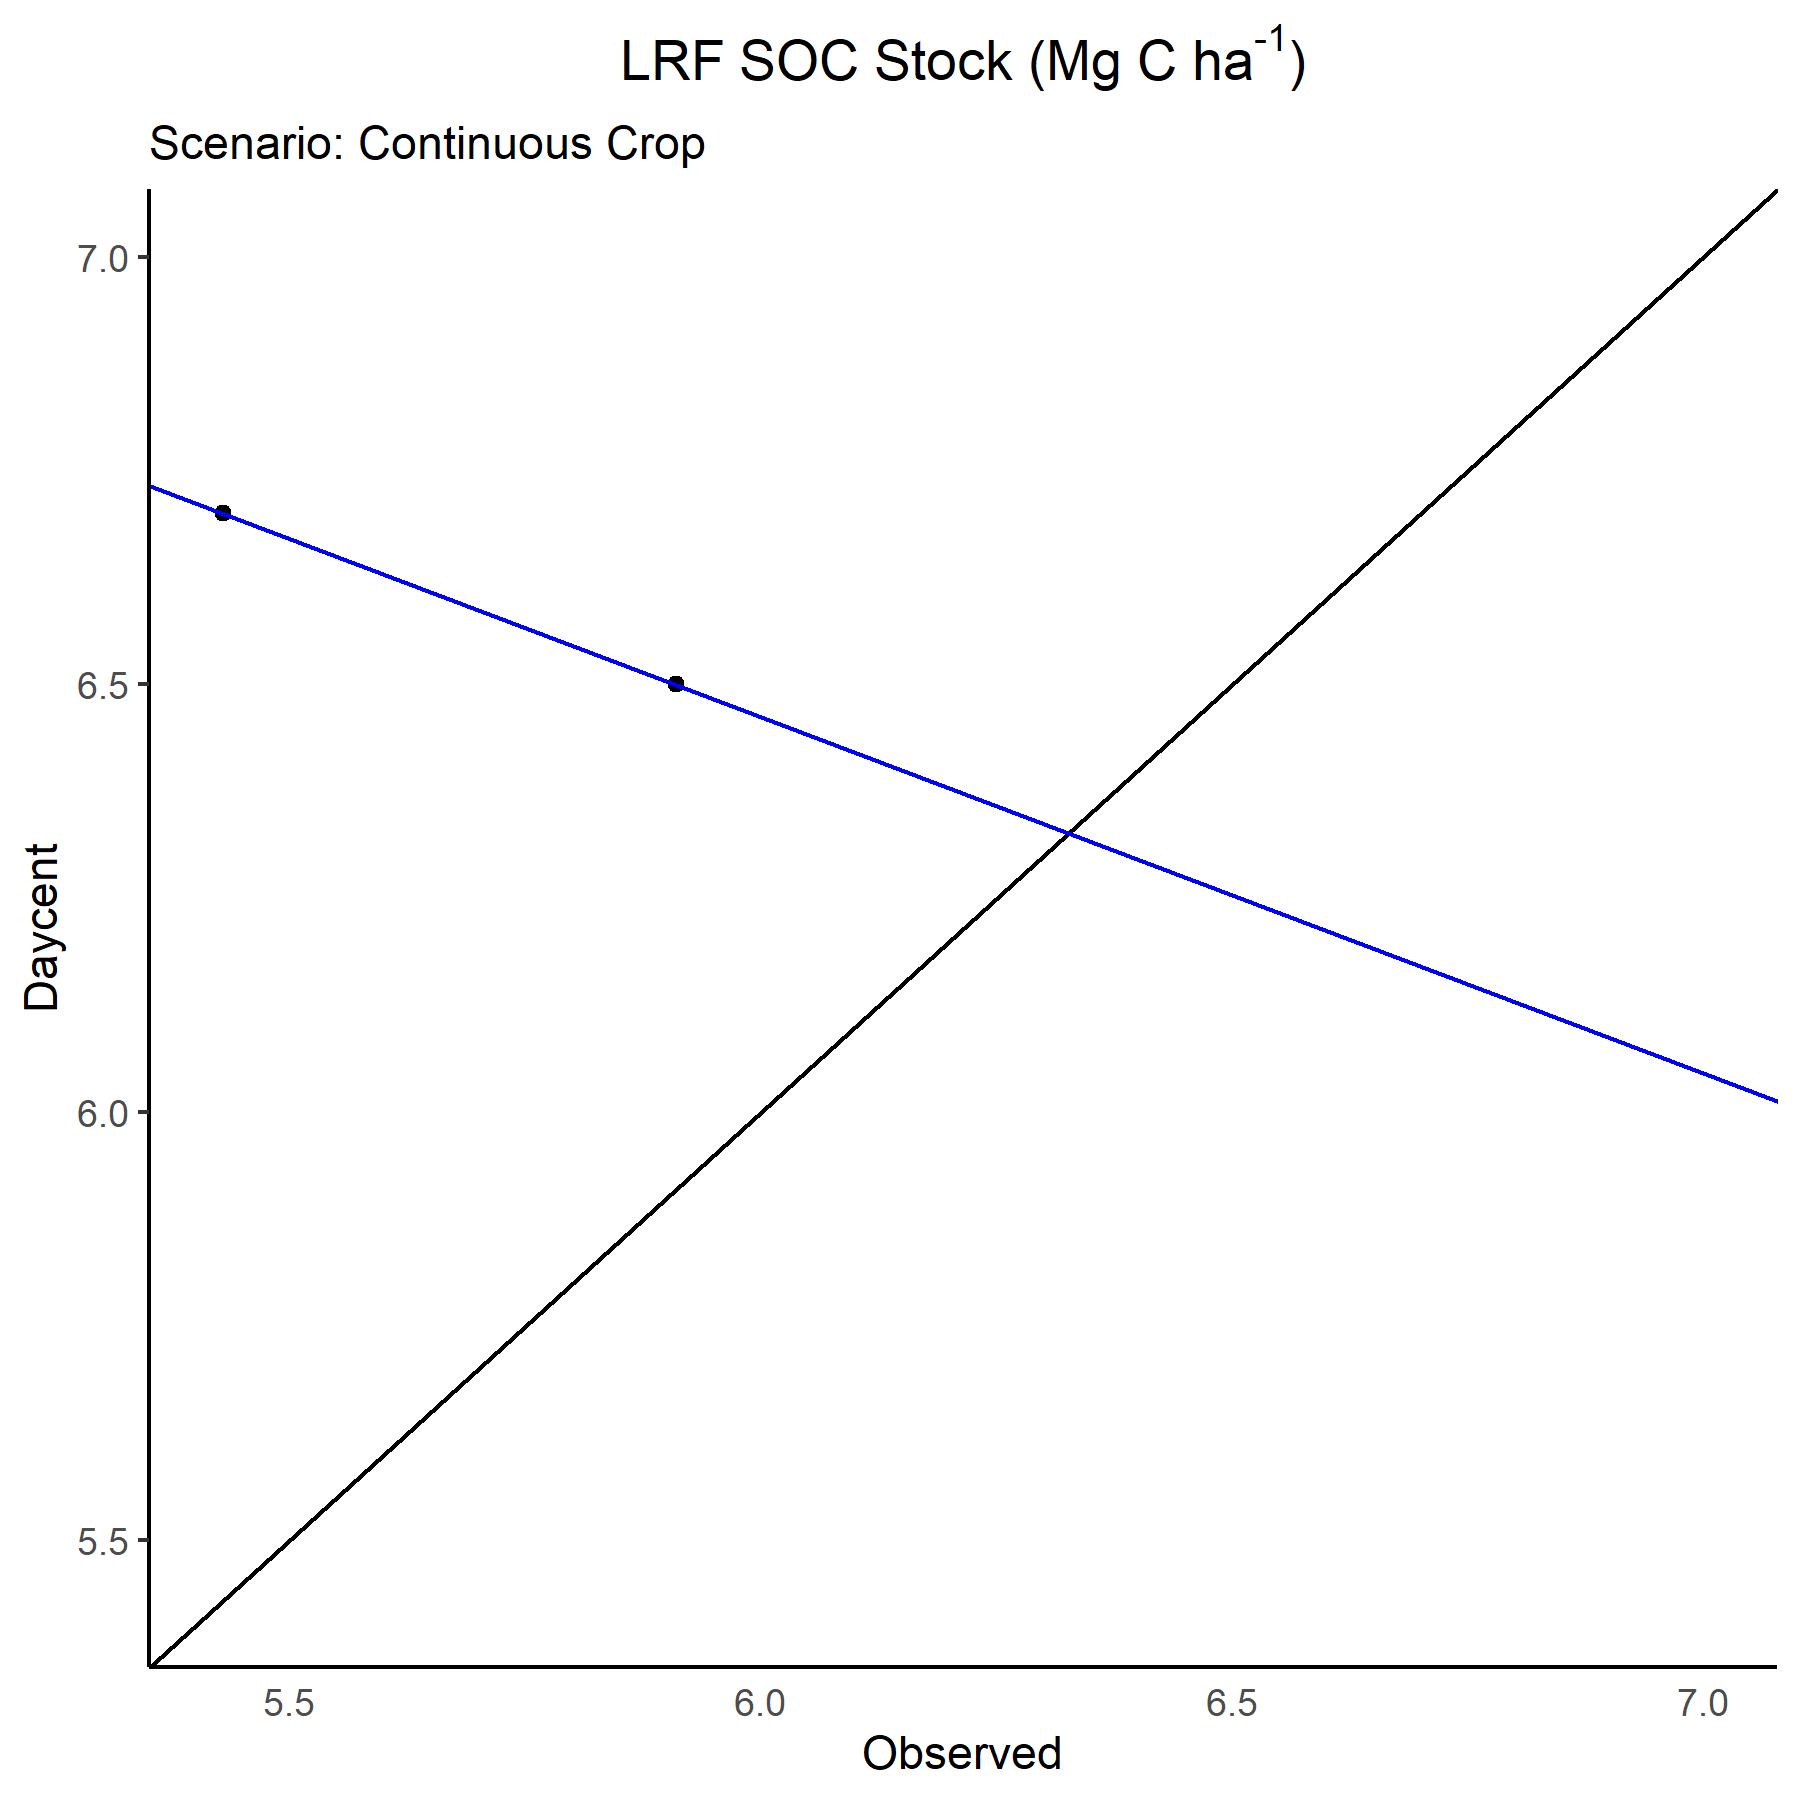 LRF SOC Stock (Mg C ha⁻¹)
Scenario: Continuous Crop
7.0
6.5
6.0
5.5
Daycent
5.5 6.0 6.5 7.0
Observed